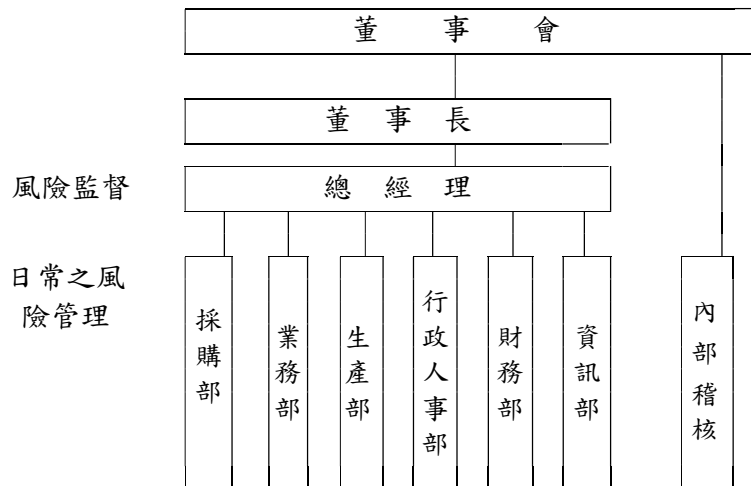 董事會
董事長
風險監督
總經理
日常之風
險管理
採購部
業務部
生產部
行政人事部
財務部
資訊部
內部稽核